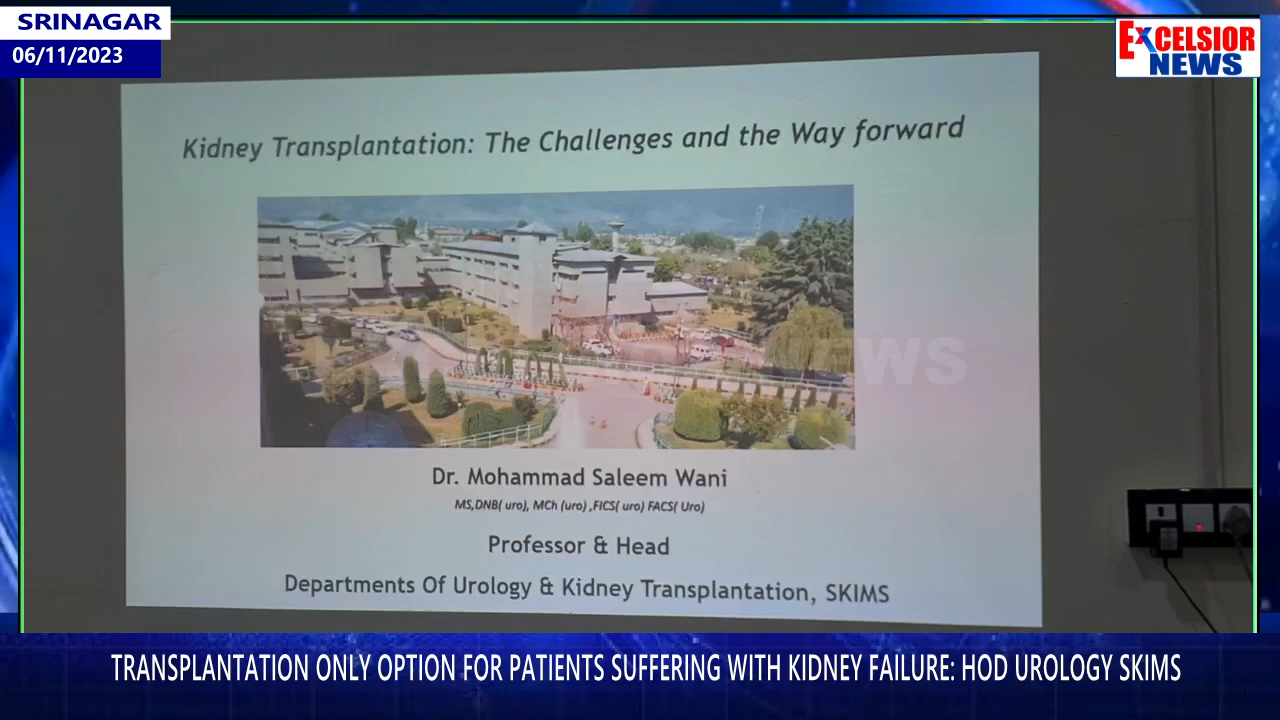 SRINAGAR
06/11/2023
EXCELSIOR
NEWS
Kidney Transplantation: The Challenges and the Way forward
NEWS
Dr. Mohammad Saleem Wani
MS,DNB( uro), MCh (uro) ,FICS( uro) FACS( Uro)
Professor & Head
Departments Of Urology & Kidney Transplantation, SKIMS
TRANSPLANTATION ONLY OPTION FOR PATIENTS SUFFERING WITH KIDNEY FAILURE: HOD UROLOGY SKIMS